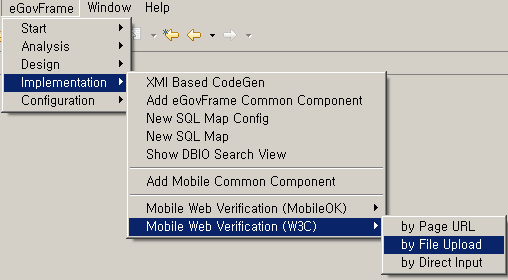 eGovFrame Window Help
Start
Analysis
Design
Implementation
Configuration
XMI Based CodeGen
Add eGovFrame Common Component
New SQL Map Config
New SQL Map
Show DBIO Search View
Add Mobile Common Component
Mobile Web Verification (MobileOK)
Mobile Web Verification (W3C)
by Page URL
by File Upload
by Direct Input